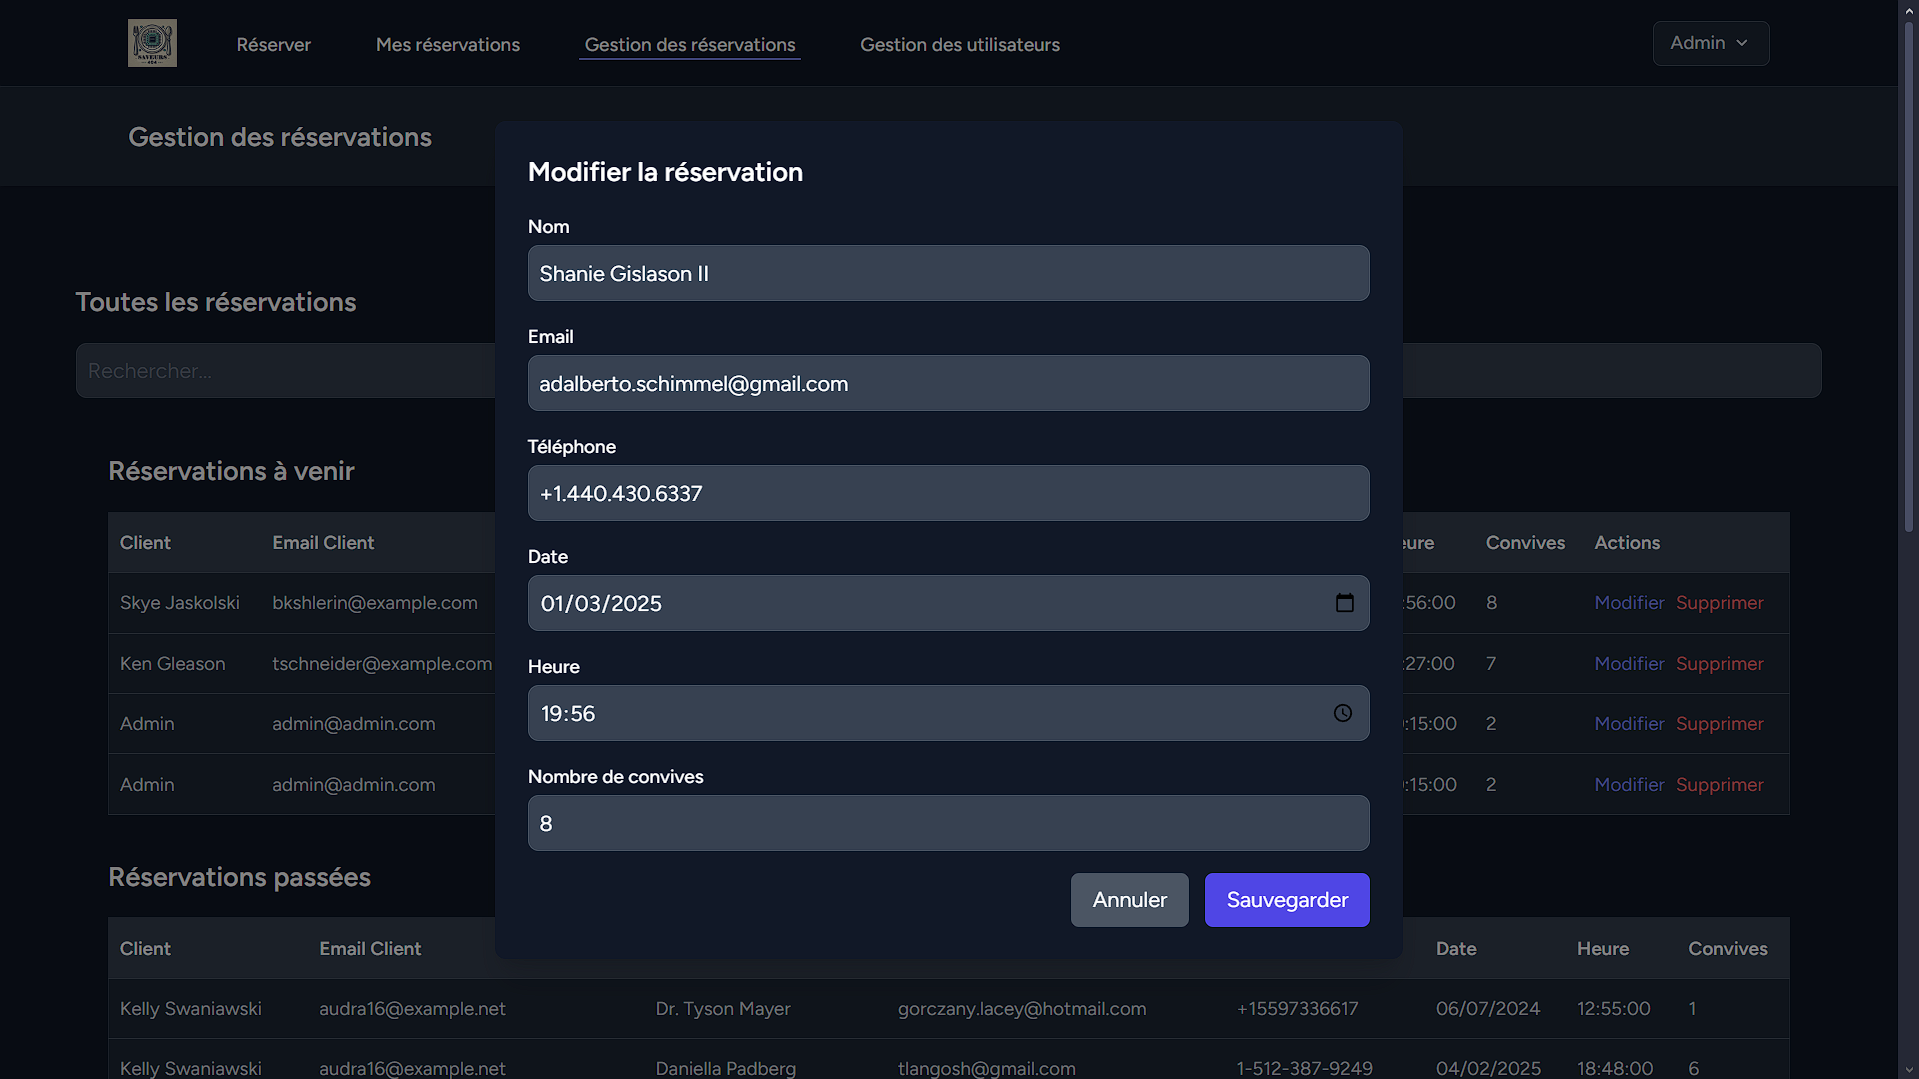 SAVEURS
404
Réserver
Mes réservations
Gestion des réservations
Gestion des utilisateurs
Admin
Gestion des réservations
Modifier la réservation
Nom
Shanie Gislason II
Toutes les réservations
Email
Rechercher...
adalberto.schimmel@gmail.com
Téléphone
+1.440.430.6337
Réservations à venir
Client Email Client eure Convives Actions
Date
01/03/2025
Skye Jaskolski bkshlerin@example.com :56:00 8 Modifier Supprimer
Ken Gleason tschneider@example.com :27:00 7 Modifier Supprimer
Heure
19:56
Admin admin@admin.com :15:00 2 Modifier Supprimer
Admin admin@admin.com :15:00 2 Modifier Supprimer
Nombre de convives
8
Réservations passées
Annuler
Sauvegarder
Client Email Client Date Heure Convives
Kelly Swaniawski audra16@example.net Dr. Tyson Mayer gorczany.lacey@hotmail.com +15597336617 06/07/2024 12:55:00 1
Kelly Swaniawski audra16@example.net Daniella Padberg tlangosh@gmail.com 1-512-387-9249 04/02/2025 18:48:00 6